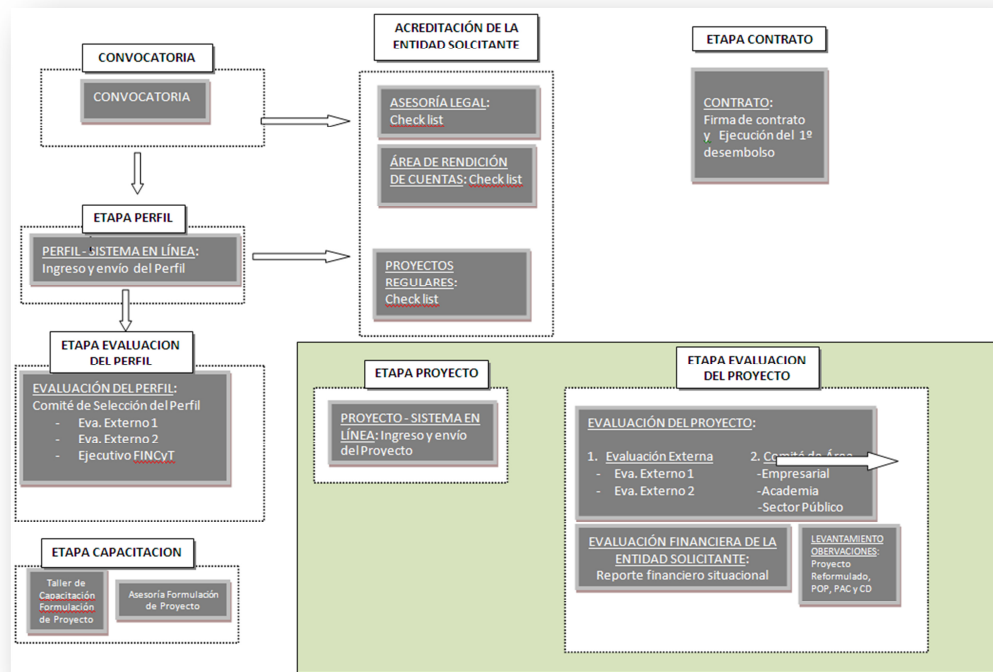 CONVOCATORIA
CONVOCATORIA
ETAPA PERFIL
PERFIL - SISTEMA EN LÍNEA:
Ingreso y envío del Perfil
ETAPA EVALUACION
DEL PERFIL
EVALUACIÓN DEL PERFIL:
Comité de Selección del Perfil
- Eva. Externo 1
- Eva. Externo 2
- Ejecutivo FINCyT
ETAPA CAPACITACION
Taller de
Capacitación
Formulación
de Proyecto
Asesoría Formulación
de Proyecto
ACREDITACIÓN DE LA
ENTIDAD SOLCITANTE
ASESORÍA LEGAL:
Check list
ÁREA DE RENDICIÓN
DE CUENTAS: Check list
PROYECTOS
REGULARES:
Check list
ETAPA CONTRATO
CONTRATO:
Firma de contrato
y Ejecución del 1º
desembolso
ETAPA PROYECTO
PROYECTO - SISTEMA EN
LÍNEA: Ingreso y envío
del Proyecto
ETAPA EVALUACION
DEL PROYECTO
EVALUACIÓN DEL PROYECTO:
1. Evaluación Externa
- Eva. Externo 1
- Eva. Externo 2
2. Comité de Área
-Empresarial
-Academia
-Sector Público
EVALUACIÓN FINANCIERA DE LA
ENTIDAD SOLICITANTE:
Reporte financiero situacional
LEVANTAMIENTO
OBERVACIONES:
Proyecto
Reformulado,
POP, PAC y CD